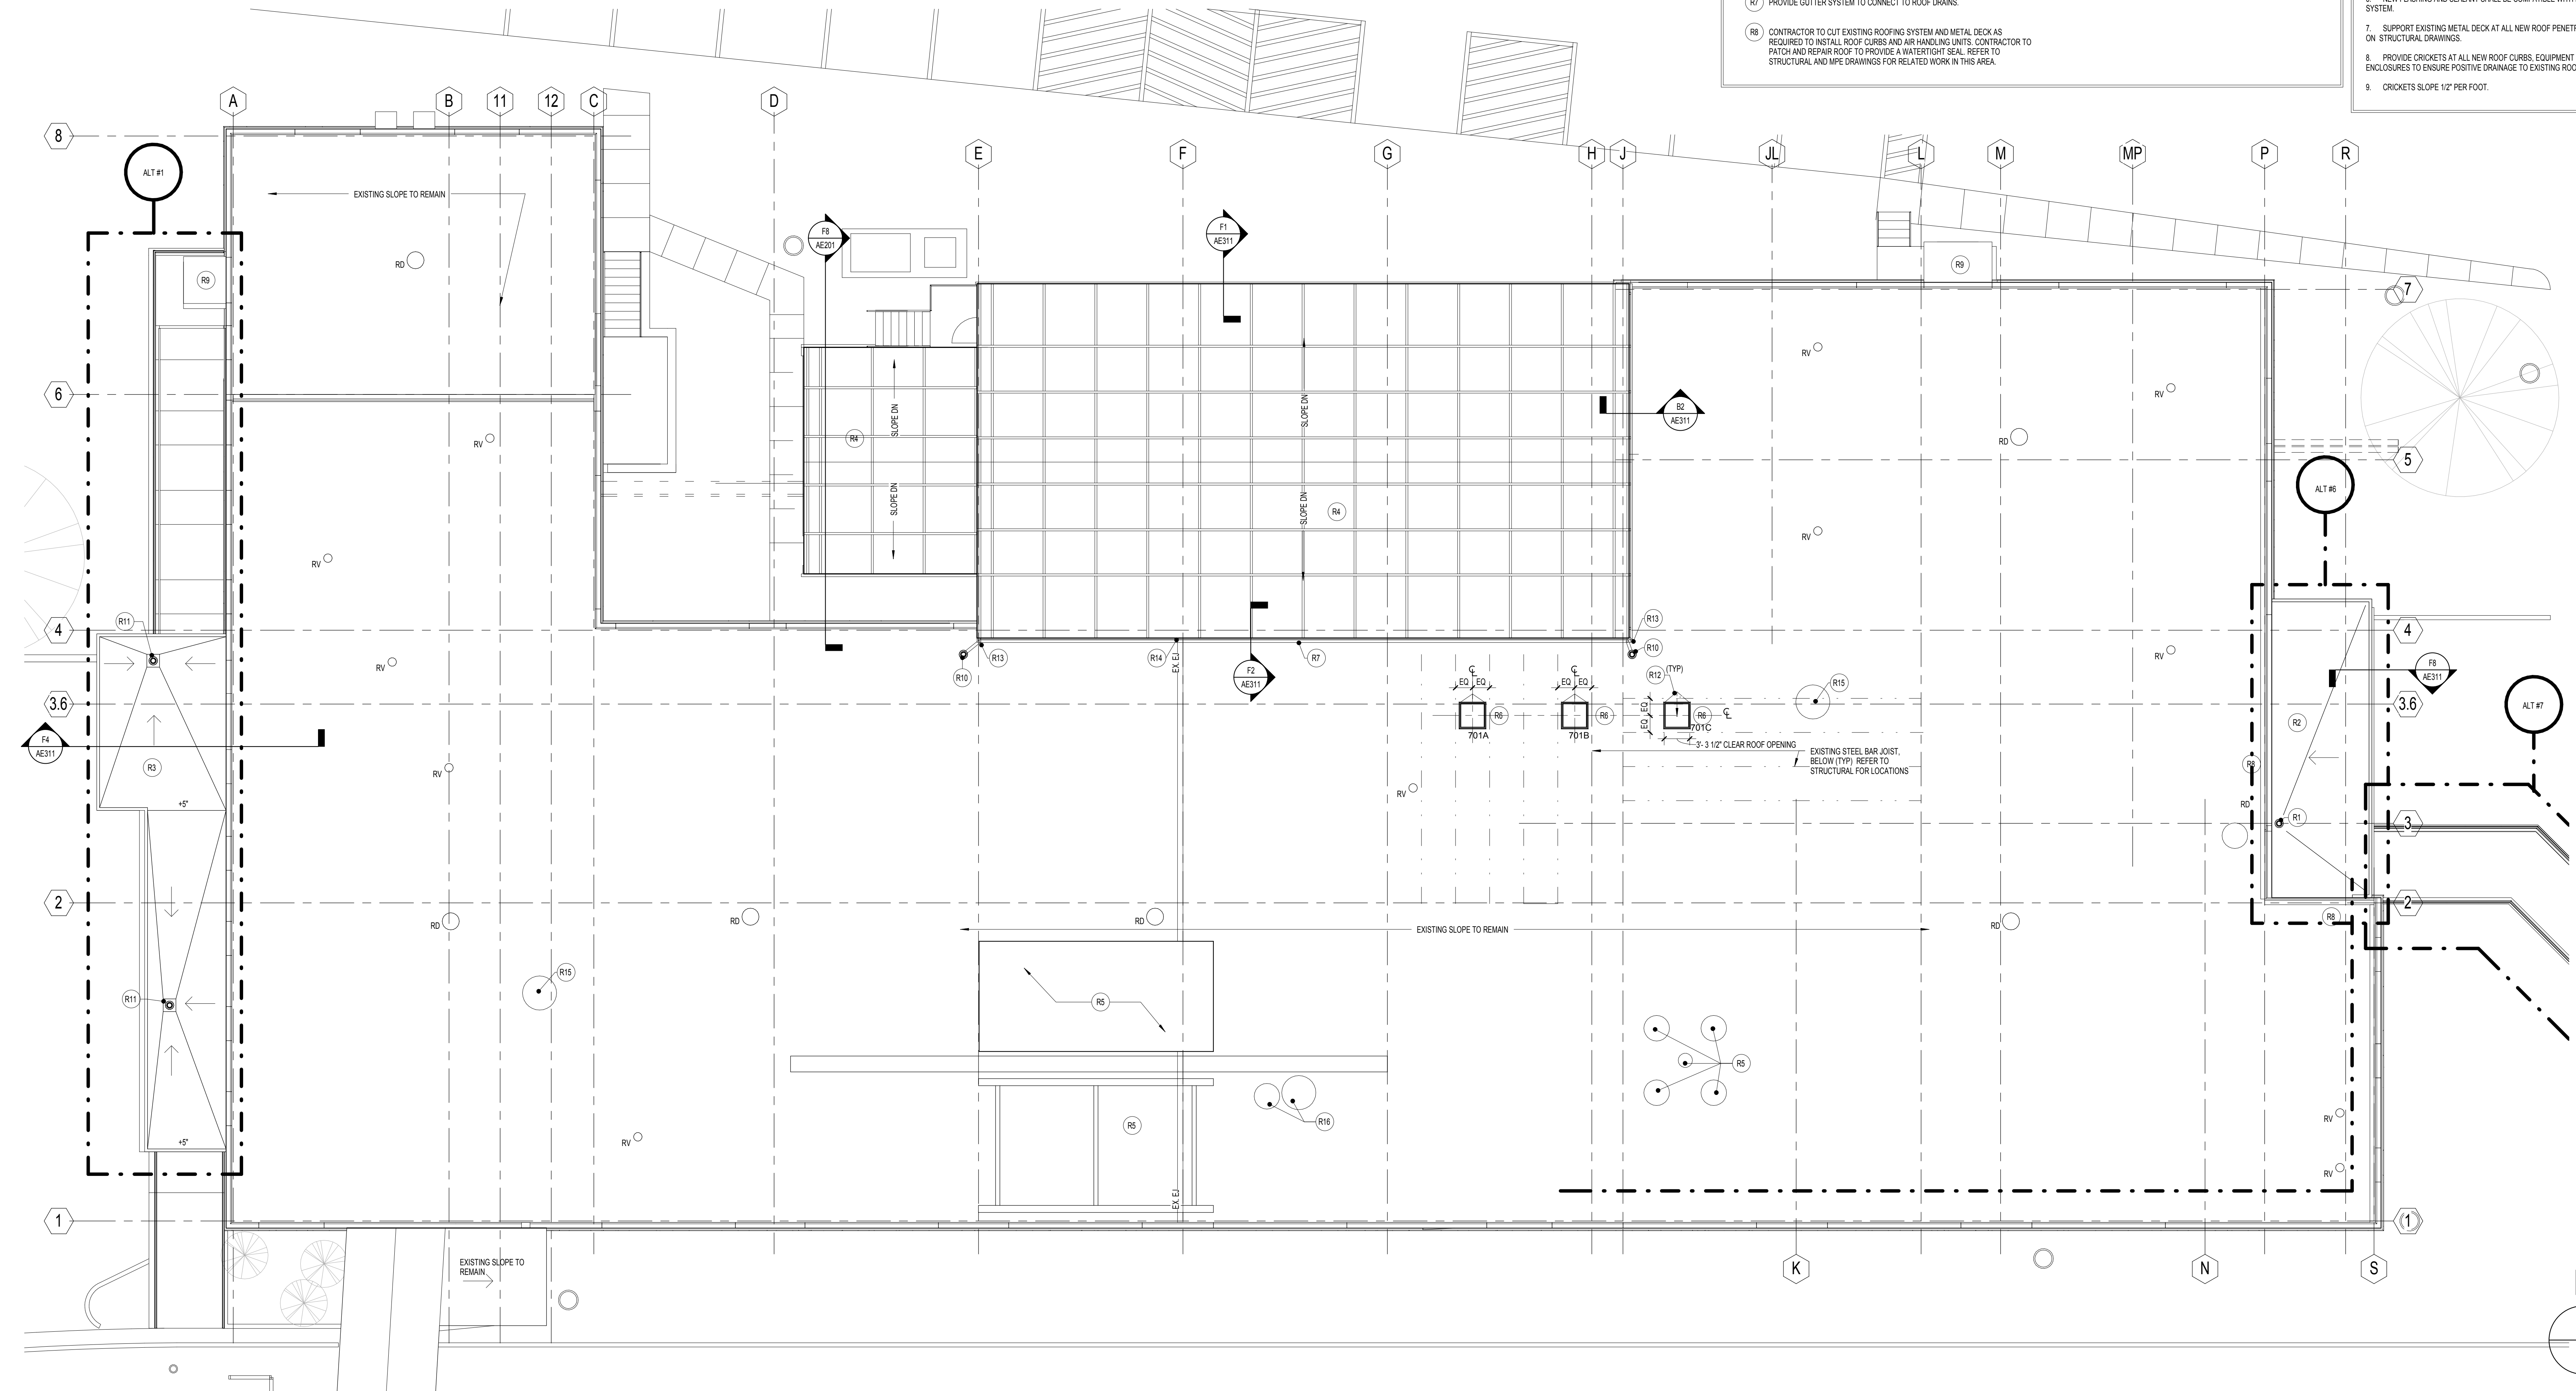 R7 PROVIDE GUTTER SYSTEM TO CONNECT TO ROOF DRAINS.
R8 CONTRACTOR TO CUT EXISTING ROOFING SYSTEM AND METAL DECK AS
REQUIRED TO INSTALL ROOF CURBS AND AIR HANDLING UNITS. CONTRACTOR TO
PATCH AND REPAIR ROOF TO PROVIDE A WATERTIGHT SEAL. REFER TO
STRUCTURAL AND MPE DRAWINGS FOR RELATED WORK IN THIS AREA.
SYSTEM.
7. SUPPORT EXISTING METAL DECK AT ALL NEW ROOF
ON STRUCTURAL DRAWINGS.
8. PROVIDE CRICKETS AT ALL NEW ROOF CURBS, EQUIPMENT
ENCLOSURES TO ENSURE POSITIVE DRAINAGE TO EXISTING
9. CRICKETS SLOPE 1/2" PER FOOT.
A
B
11
12
C
D
8
E
F
G
H
J
JL
L
M
MP
P
R
ALT #1
EXISTING SLOPE TO REMAIN
F8
AE201
F1
AE311
RD
R9
R9
7
RV
RV
6
SLOPE DN
SLOPE DN
B2
AE311
R4
RV
RD
5
SLOPE DN
SLOPE DN
R4
ALT #6
RV
RV
R11
4
R13
4
R10
R13
R14
R7
EX. EJ
RV
RV
R10
F2
AE311
R12
(TYP)
F8
AE311
EQ EQ
EQ EQ
EQ EQ
R15
3.6
3.6
R6
R6
R6
701A
701B
701C
R2
ALT #7
F4
AE311
3'- 3 1/2" CLEAR ROOF OPENING
EXISTING STEEL BAR JOIST,
BELOW (TYP) REFER TO
STRUCTURAL FOR LOCATIONS
R3
RV
R8
RV
+5"
RD
R1
3
2
2
RD
RD
RD
RD
R8
EXISTING SLOPE TO REMAIN
R15
R11
R5
R5
R5
R16
RV
RV
+5"
RV
EX. EJ
1
1
EXISTING SLOPE TO
REMAIN
K
N
S